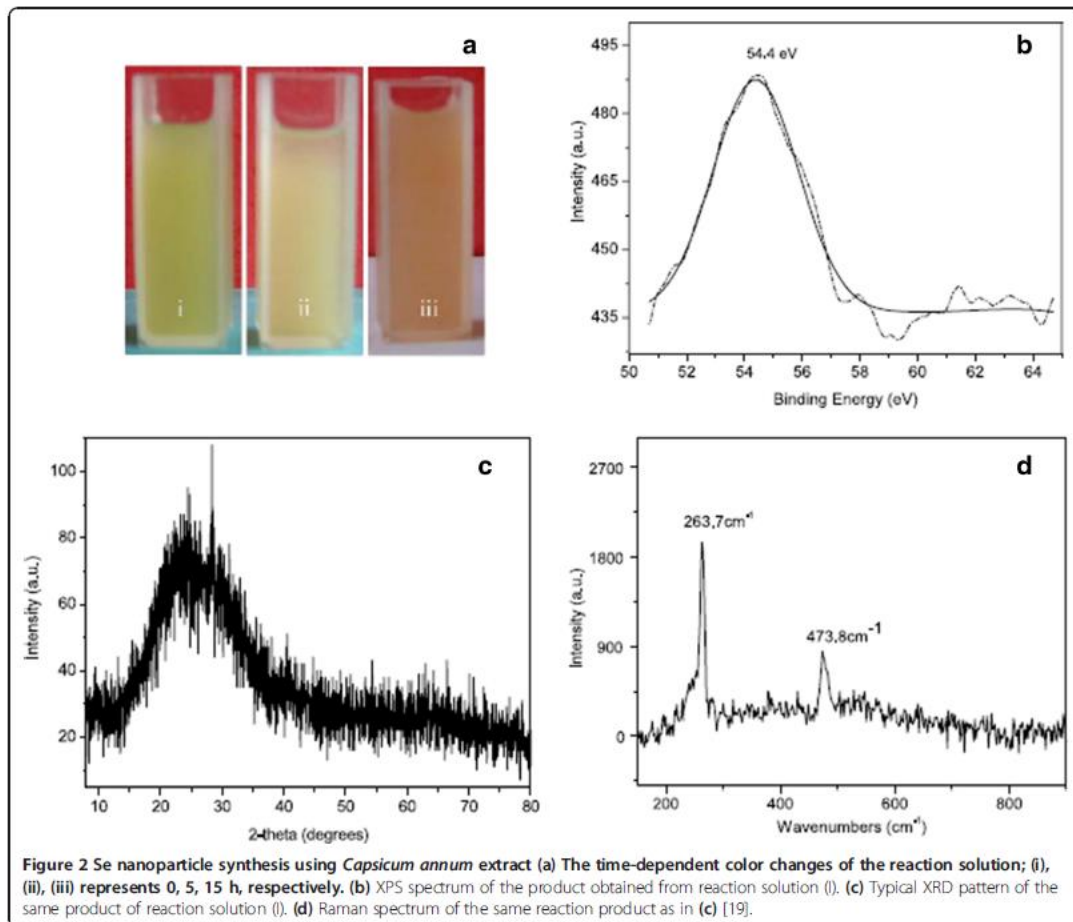 a
i
ii
iii
b
54.4 eV
495
480
465
450
435
Intensity (a.u.)
50 52 54 56 58 60 62 64
Binding Energy (eV)
c
100
80
60
40
20
Intensity (a.u.)
10 20 30 40 50 60 70 80
2-theta (degrees)
d
2700
1800
900
0
263,7cm⁻¹
473,8cm⁻¹
Intensity (a.u.)
200 400 600 800
Wavenumbers (cm⁻¹)
Figure 2 Se nanoparticle synthesis using Capsicum annum extract (a) The time-dependent color changes of the reaction solution; (i),
(ii), (iii) represents 0, 5, 15 h, respectively. (b) XPS spectrum of the product obtained from reaction solution (I). (c) Typical XRD pattern of the
same product of reaction solution (I). (d) Raman spectrum of the same reaction product as in (c) [19].